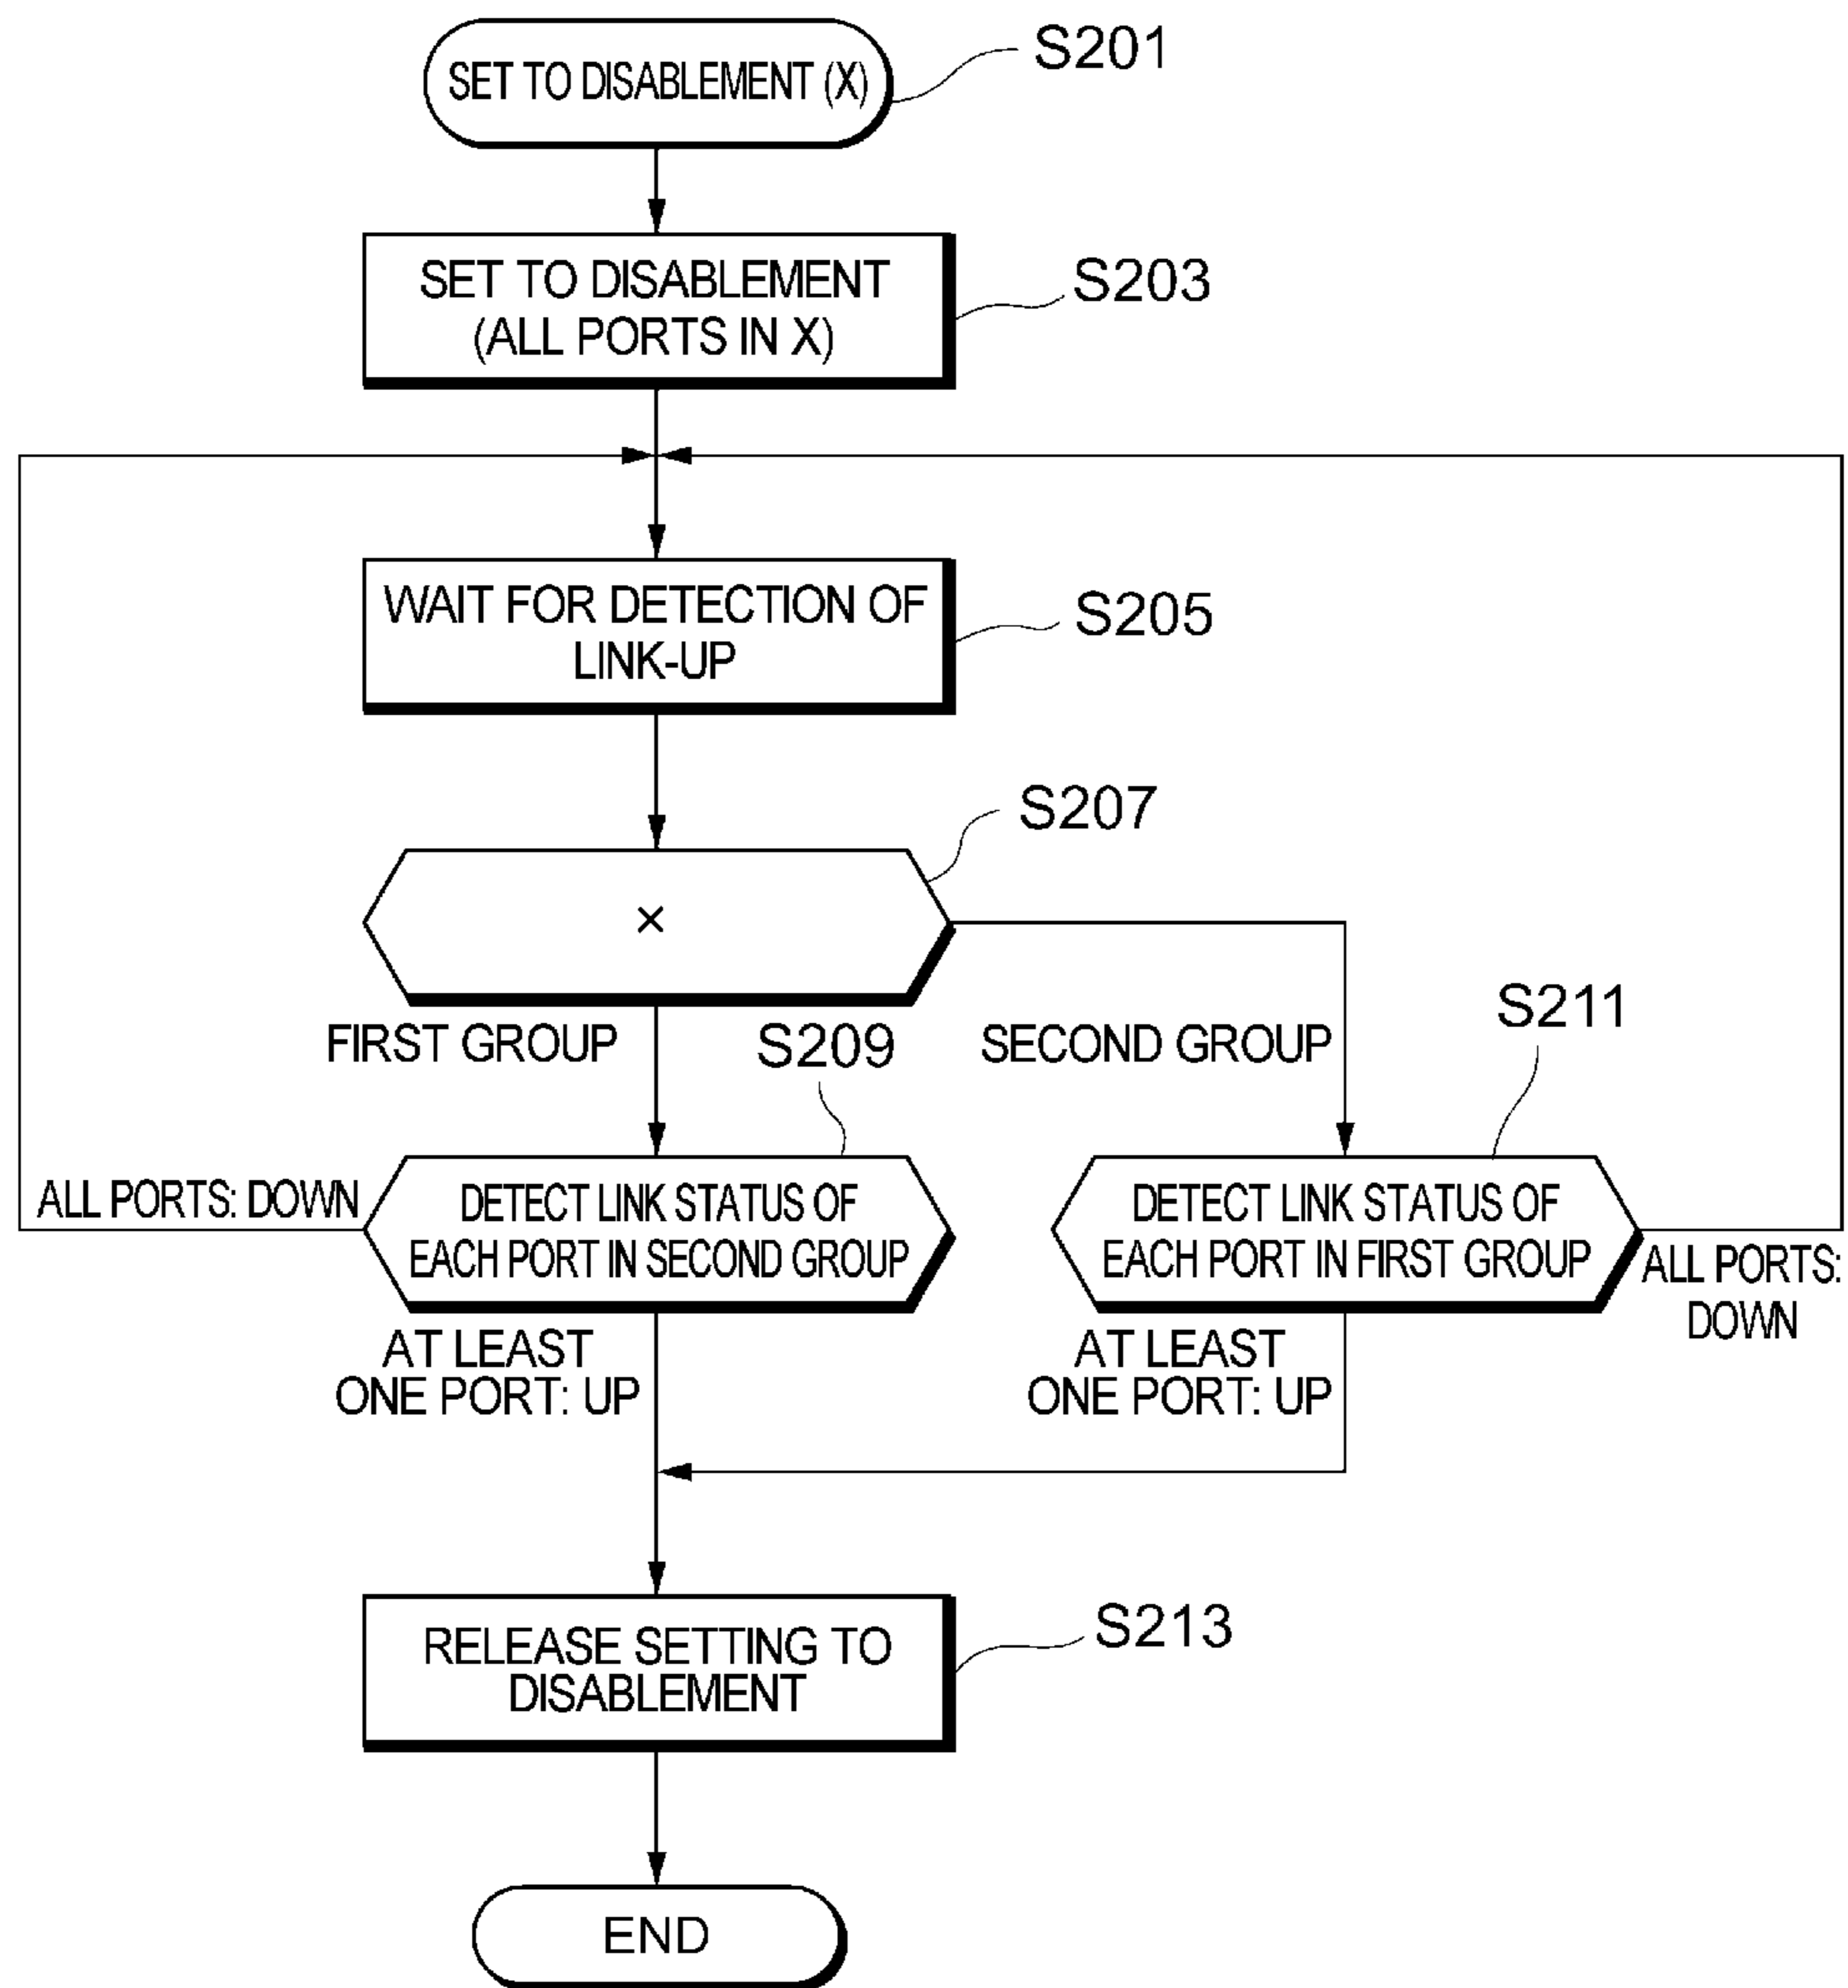 SET TO DISABLEMENT (X)
S201
SET TO DISABLEMENT
(ALL PORTS IN X)
S203
WAIT FOR DETECTION OF
LINK-UP
S205
S207
×
FIRST GROUP
S209
SECOND GROUP
S211
ALL PORTS: DOWN
DETECT LINK STATUS OF
EACH PORT IN SECOND GROUP
DETECT LINK STATUS OF
EACH PORT IN FIRST GROUP
ALL PORTS:
DOWN
AT LEAST
ONE PORT: UP
AT LEAST
ONE PORT: UP
RELEASE SETTING TO
DISABLEMENT
S213
END